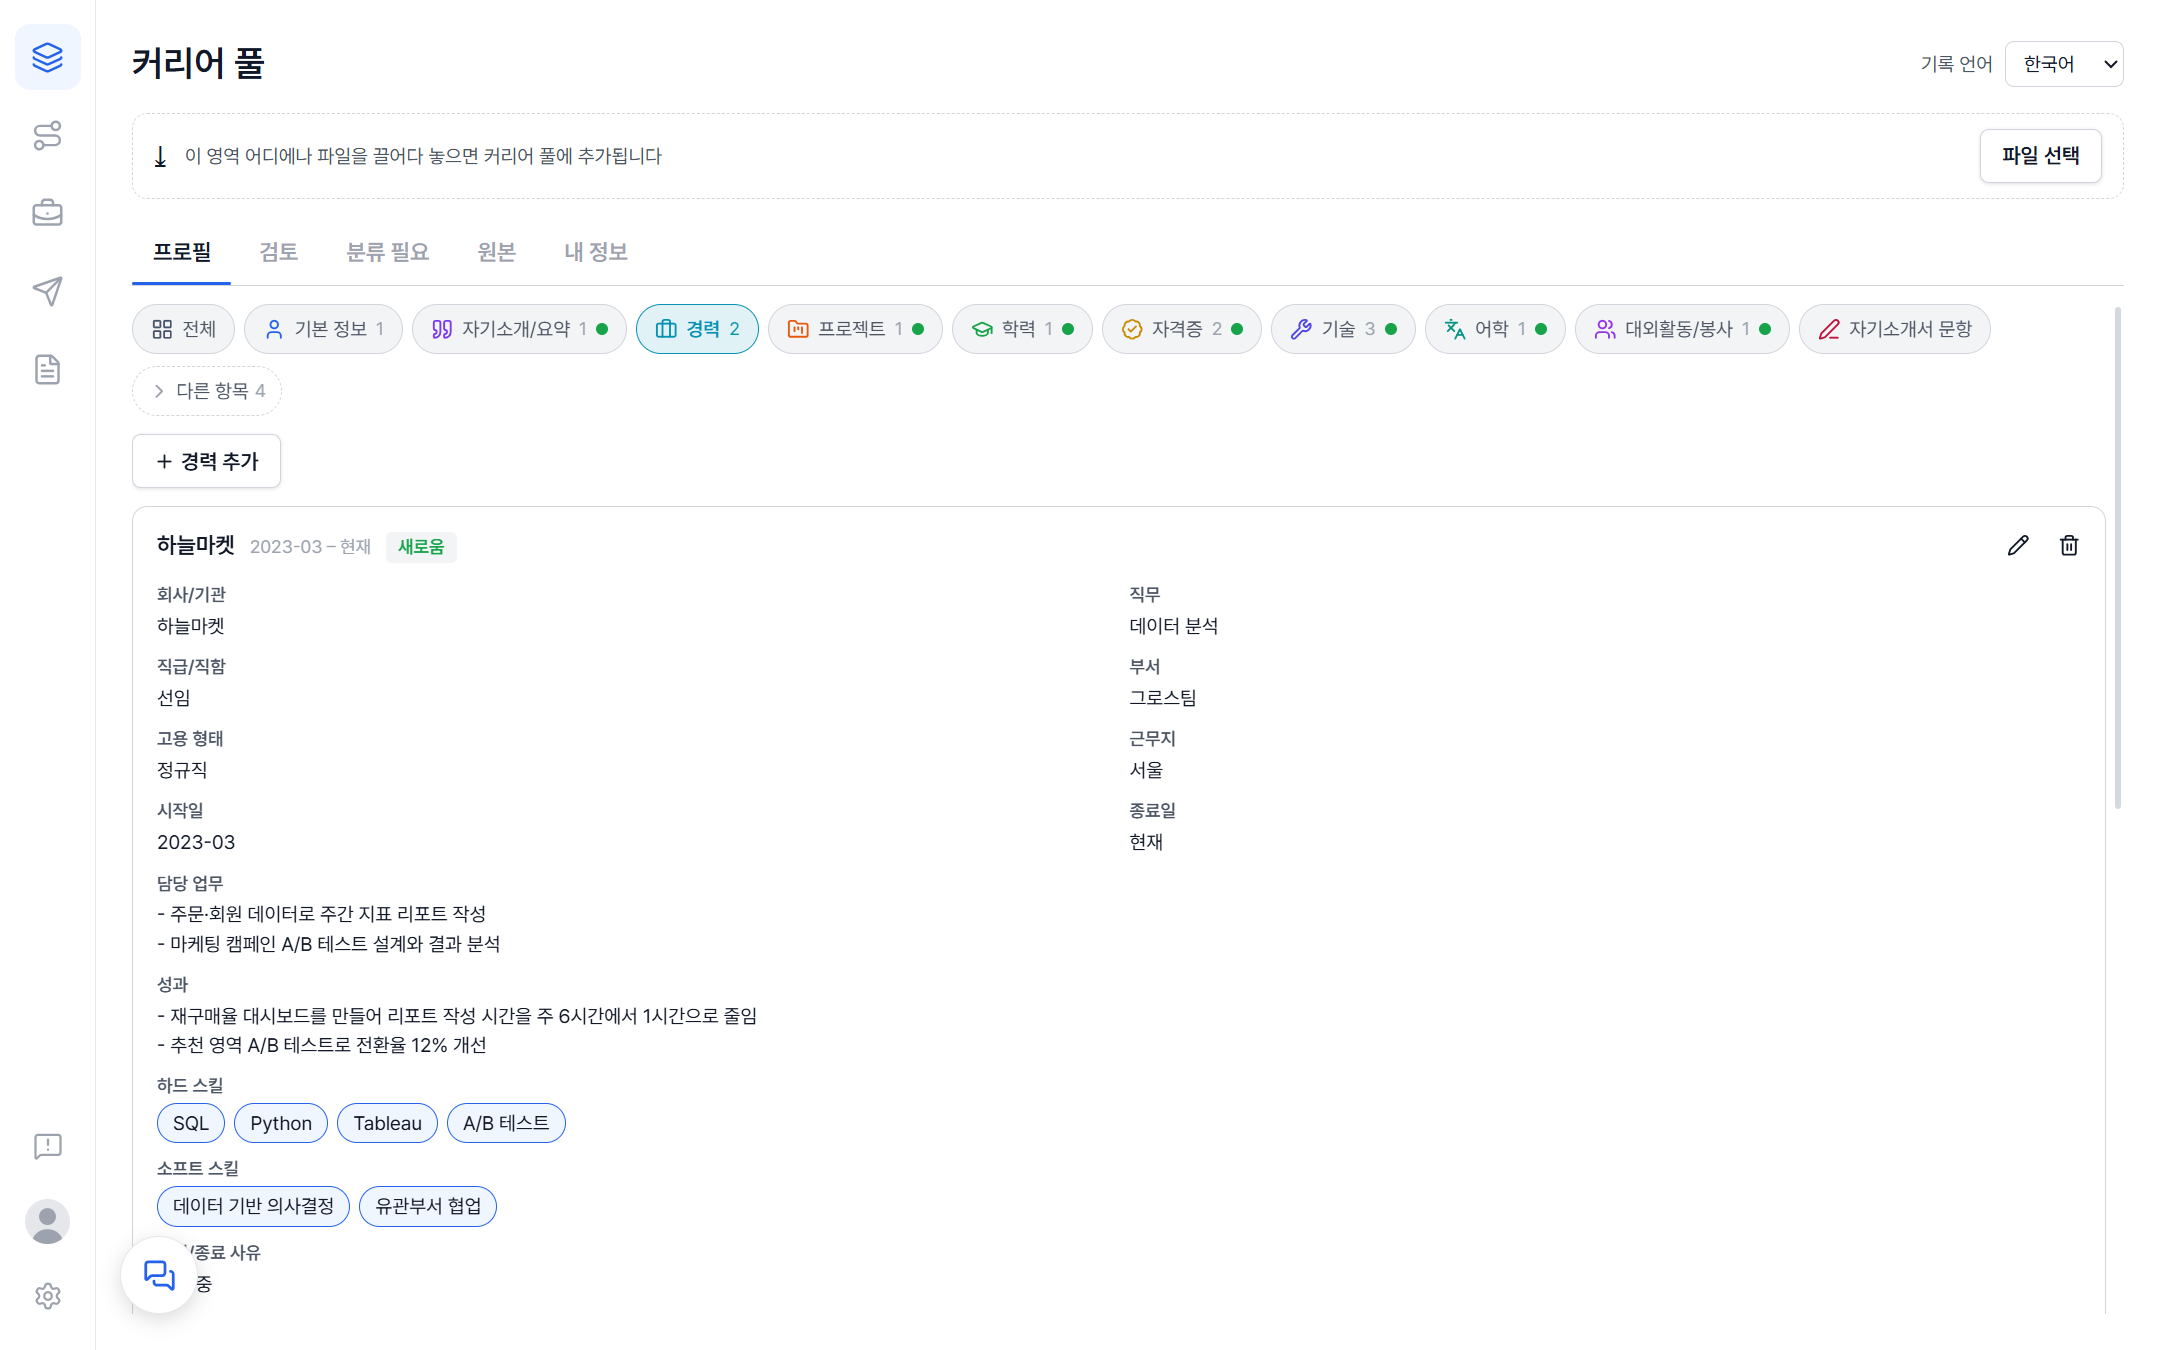 커리어 풀
기록 언어 한국어
이 영역 어디에나 파일을 끌어다 놓으면 커리어 풀에 추가됩니다
파일 선택
프로필 검토 분류 필요 원본 내 정보
전체 기본 정보 1 자기소개/요약 1 경력 2 프로젝트 1 학력 1 자격증 2 기술 3 어학 1 대외활동/봉사 1 자기소개서 문항
다른 항목 4
+ 경력 추가
하늘마켓 2023-03 – 현재 새로움
회사/기관 직무
하늘마켓 데이터 분석
직급/직함 부서
선임 그로스팀
고용 형태 근무지
정규직 서울
시작일 종료일
2023-03 현재
담당 업무
- 주문·회원 데이터로 주간 지표 리포트 작성
- 마케팅 캠페인 A/B 테스트 설계와 결과 분석
성과
- 재구매율 대시보드를 만들어 리포트 작성 시간을 주 6시간에서 1시간으로 줄임
- 추천 영역 A/B 테스트로 전환율 12% 개선
하드 스킬
SQL Python Tableau A/B 테스트
소프트 스킬
데이터 기반 의사결정 유관부서 협업
/종료 사유
중